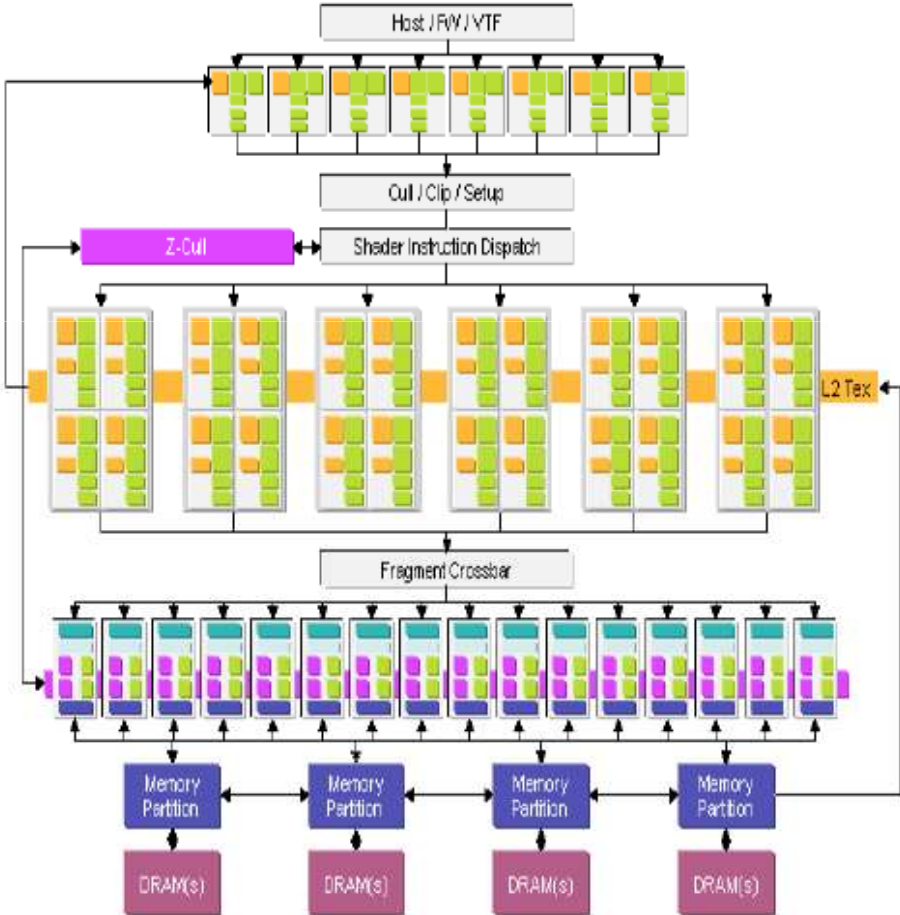 Host / FW / VTF
Cull / Clip / Setup
Z-Cull
Shader Instruction Dispatch
L2 Tex
Fragment Crossbar
Memory
Partition
Memory
Partition
Memory
Partition
Memory
Partition
DRAM(s)
DRAM(s)
DRAM(s)
DRAM(s)